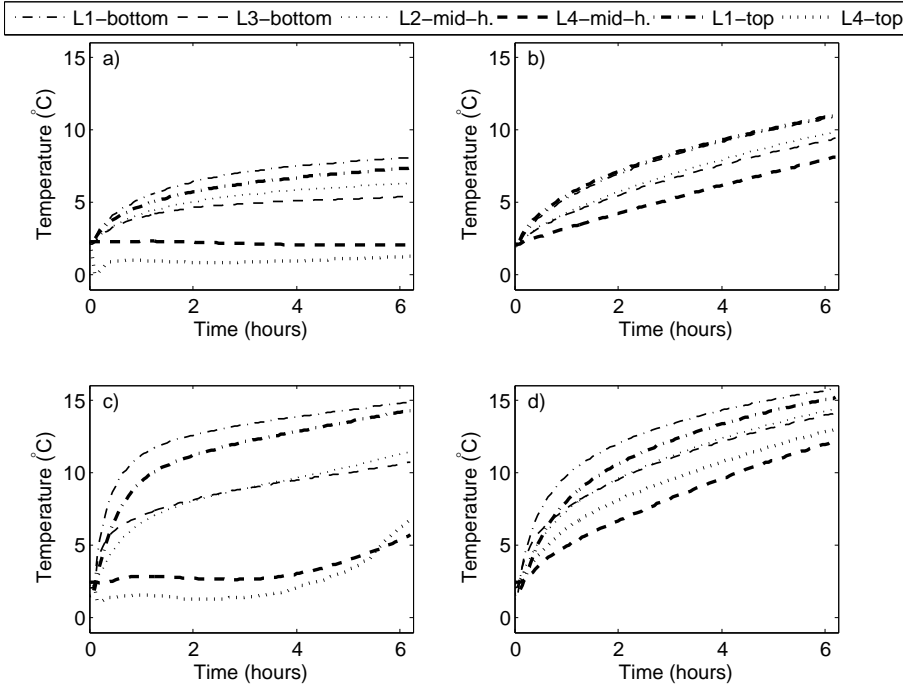 L1−bottom L3−bottom L2−mid−h. L4−mid−h. L1−top L4−top
a)
15
10
5
0
Temperature (°C)
0 2 4 6
Time (hours)
b)
15
10
5
0
Temperature (°C)
0 2 4 6
Time (hours)
c)
15
10
5
0
Temperature (°C)
0 2 4 6
Time (hours)
d)
15
10
5
0
Temperature (°C)
0 2 4 6
Time (hours)